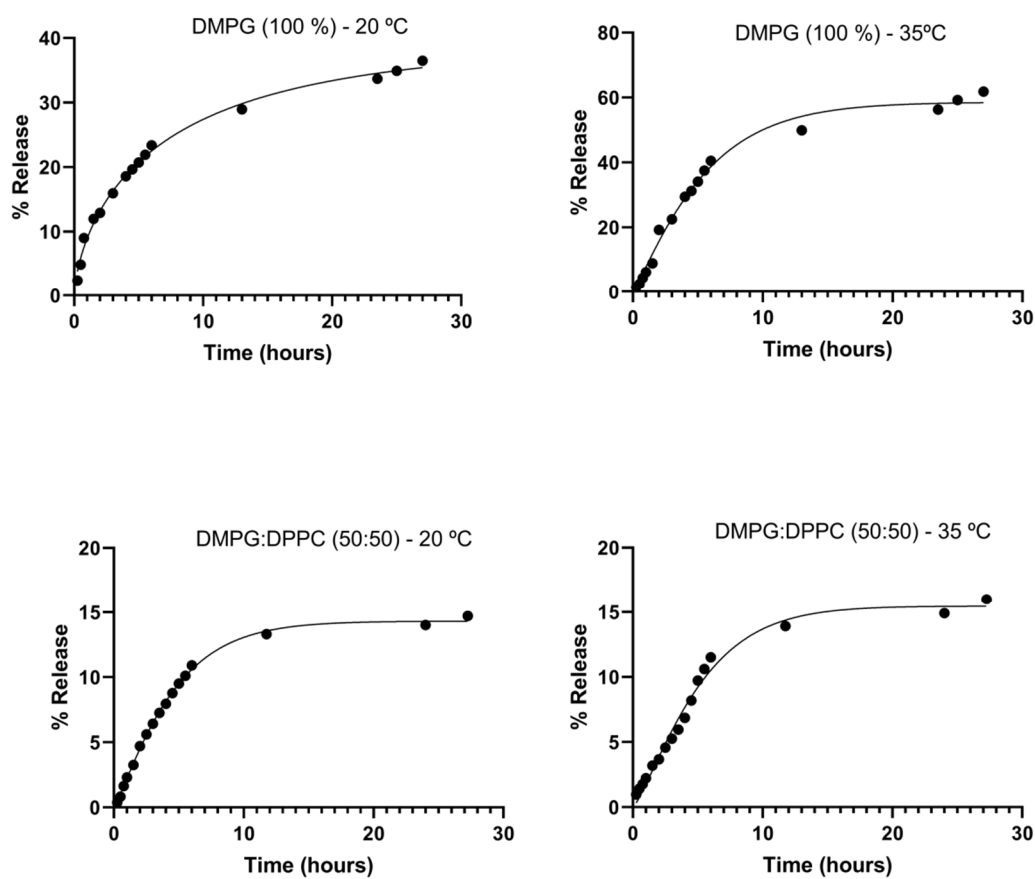 DMPG (100 %) - 20 ºC
40
30
20
10
0
% Release
0 10 20 30
Time (hours)
DMPG (100 %) - 35ºC
80
60
40
20
0
% Release
0 10 20 30
Time (hours)
DMPG:DPPC (50:50) - 20 ºC
20
15
10
5
0
% Release
0 10 20 30
Time (hours)
DMPG:DPPC (50:50) - 35 ºC
20
15
10
5
0
% Release
0 10 20 30
Time (hours)